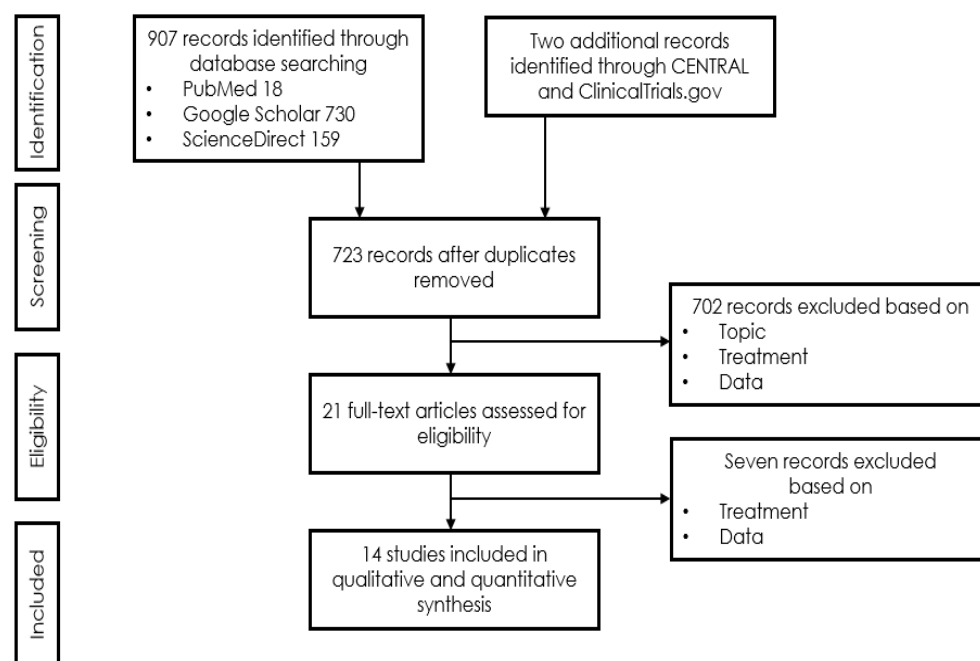 Identification
907 records identified through
database searching
• PubMed 18
• Google Scholar 730
• ScienceDirect 159
Two additional records
identified through CENTRAL
and ClinicalTrials.gov
Screening
723 records after duplicates
removed
702 records excluded based on
• Topic
• Treatment
• Data
Eligibility
21 full-text articles assessed for
eligibility
Seven records excluded
based on
• Treatment
• Data
Included
14 studies included in
qualitative and quantitative
synthesis